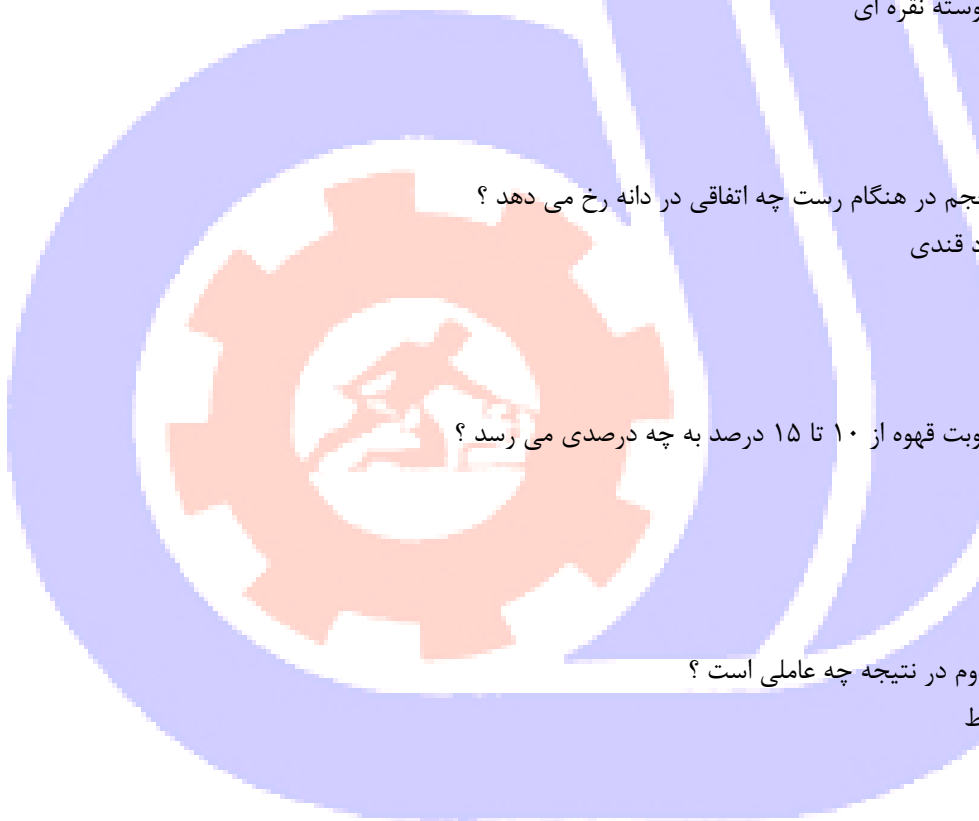 وسته نقره ای
جم در هنگام رست چه اتفاقی در دانه رخ می دهد ؟
د قندی
وبت قهوه از ۱۰ تا ۱۵ درصد به چه درصدی می رسد ؟
وم در نتیجه چه عاملی است ؟
ط